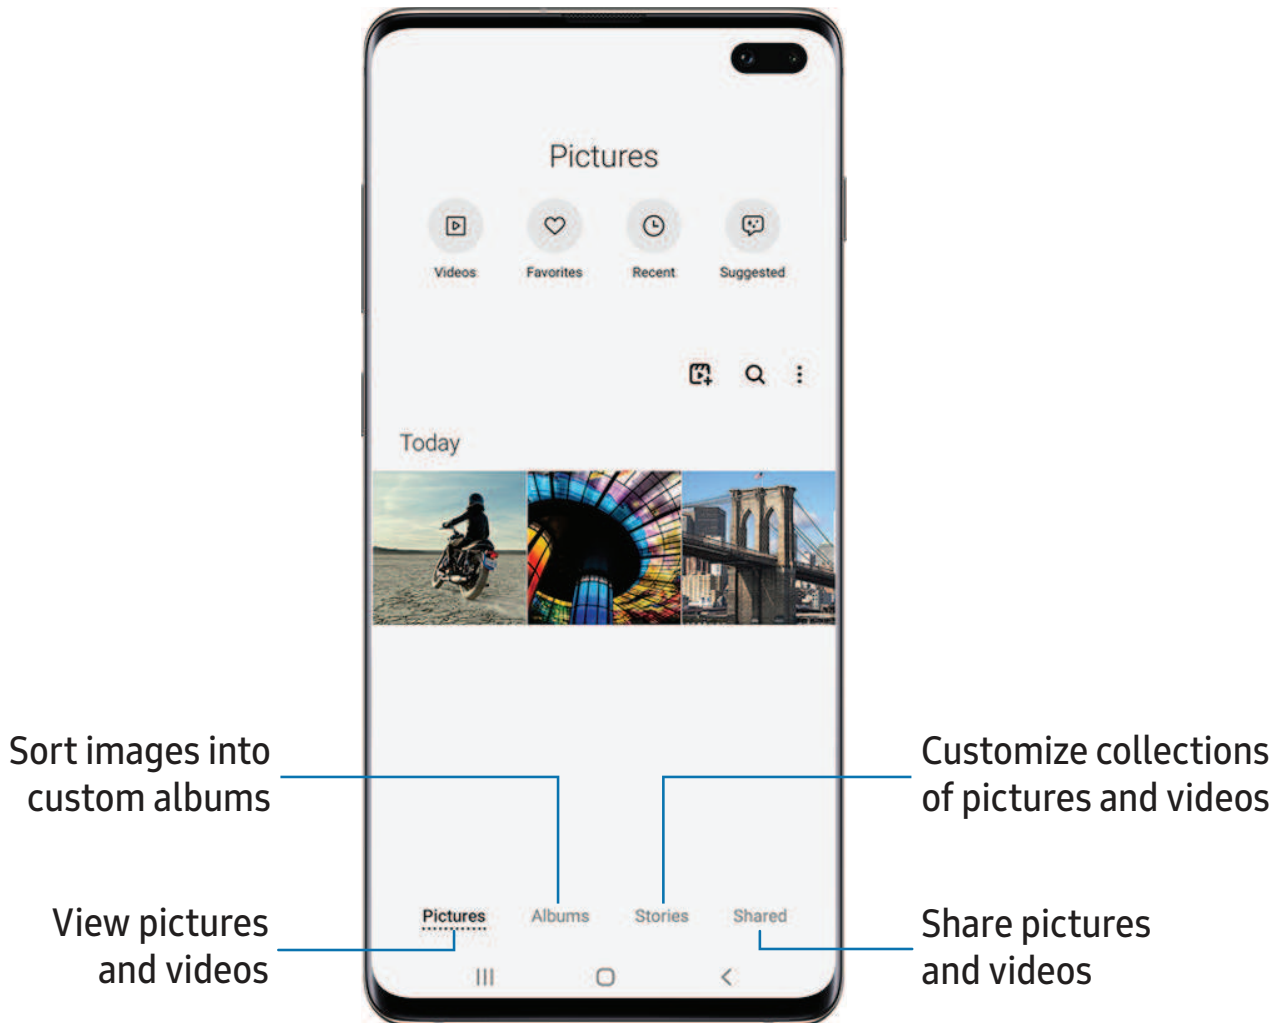 Pictures
Videos Favorites Recent Suggested
Today
Sort images into
custom albums
Customize collections
of pictures and videos
Pictures Albums Stories Shared
View pictures
and videos
Share pictures
and videos